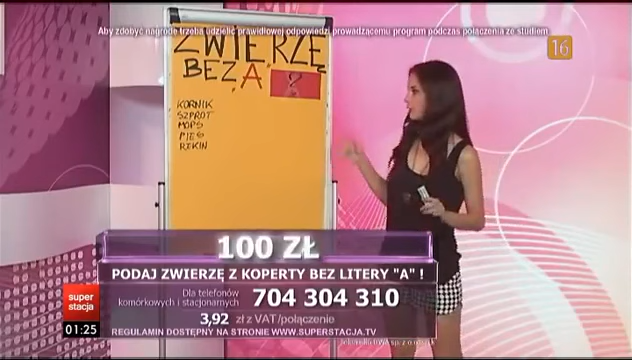 Aby zdobyć nagrodę trzeba udzielić prawidłowej odpowiedzi prowadzącemu program podczas połączenia ze studiem
16
ZWIERZĘ
BEZ A
KORNIK
SZPROT
MOPS
PIES
REKIN
100 ZŁ
PODAJ ZWIERZĘ Z KOPERTY BEZ LITERY "A" !
Dla telefonów
komórkowych i stacjonarnych 704 304 310
3,92 zł z VAT/połączenie
REGULAMIN DOSTĘPNY NA STRONIE WWW.SUPERSTACJA.TV
super
stacja
01:25